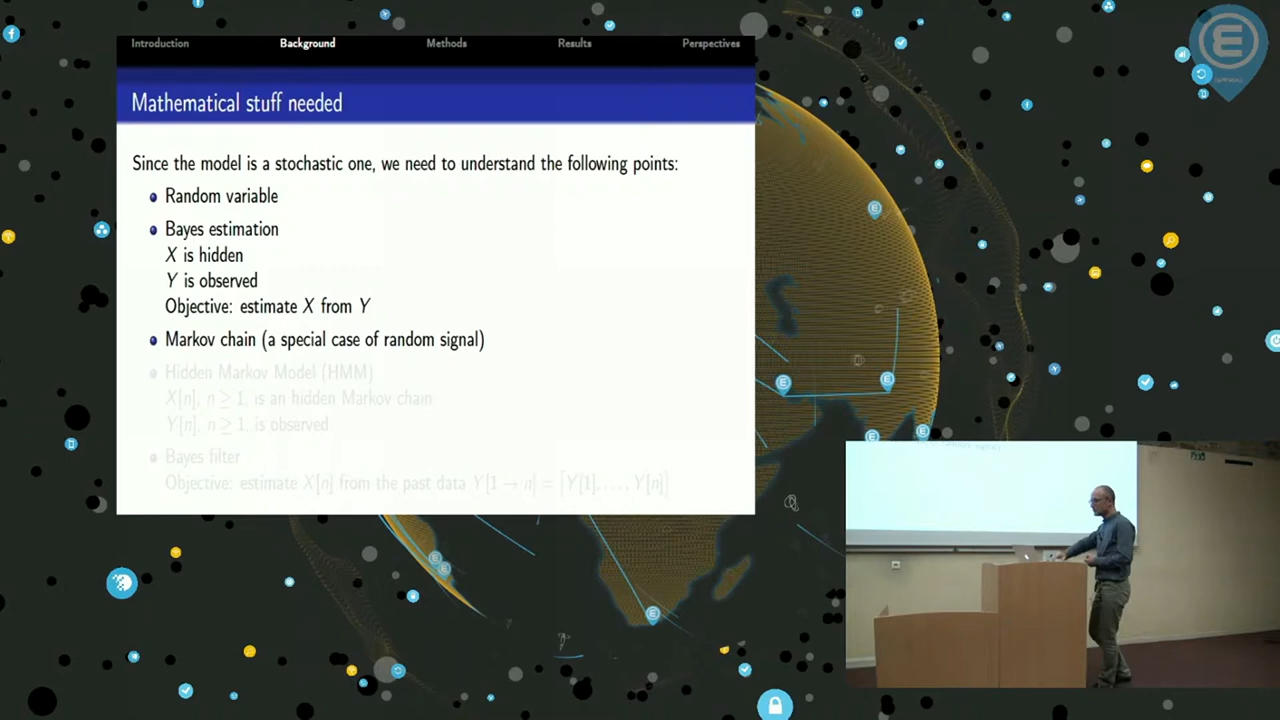 Introduction Background Methods Results Perspectives
Mathematical stuff needed
Since the model is a stochastic one, we need to understand the following points:
Random variable
Bayes estimation
X is hidden
Y is observed
Objective: estimate X from Y
Markov chain (a special case of random signal)
Hidden Markov Model (HMM)
X[n], n ≥ 1, is an hidden Markov chain
Y[n], n ≥ 1, is observed
Bayes filter
Objective: estimate X[n] from the past data Y[1 → n] = [Y[1], . . . , Y[n]]